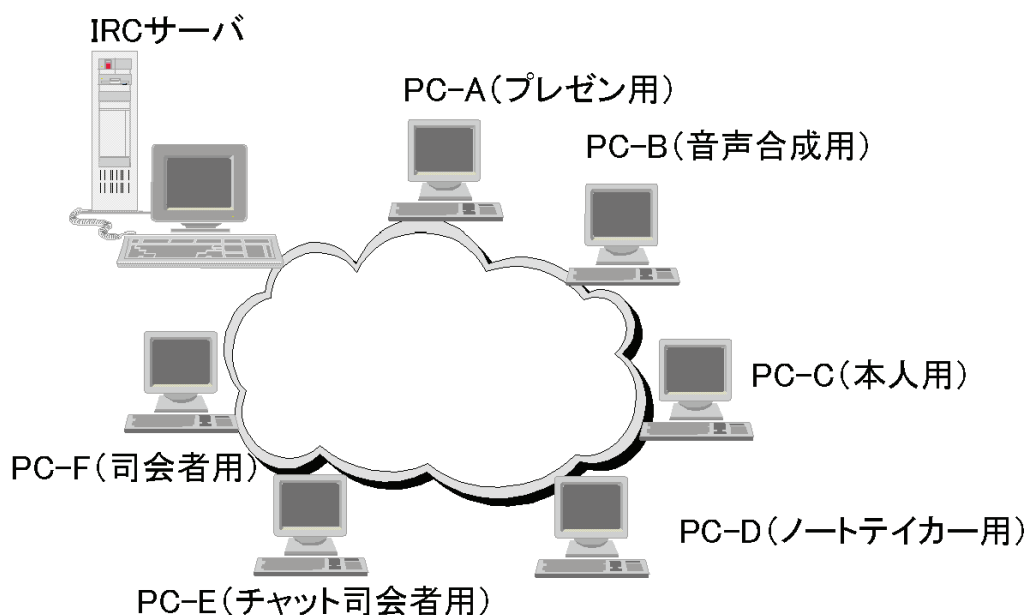 IRCサーバ
PC-A(プレゼン用)
PC-B(音声合成用)
PC-C(本人用)
PC-F(司会者用)
PC-D(ノートテイカー用)
PC-E(チャット司会者用)